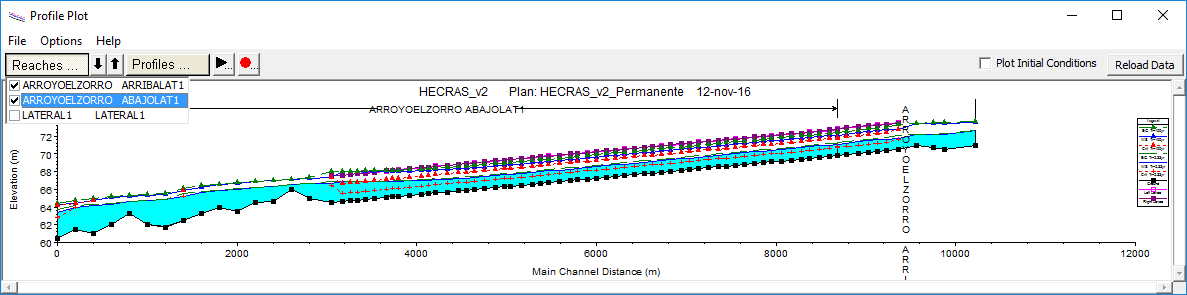 Profile Plot
File Options Help
Reaches ... Profiles ... ... ... Plot Initial Conditions Reload Data
ARROYOELZORRO ARRIBALAT1
ARROYOELZORRO ABAJOLAT1
LATERAL1 LATERAL1
HECRAS_v2 Plan: HECRAS_v2_Permanente 12-nov-16
ARROYOELZORRO ABAJOLAT1
Elevation (m)
72
70
68
66
64
62
60
0 2000 4000 6000 8000 10000 12000
Main Channel Distance (m)
Legend